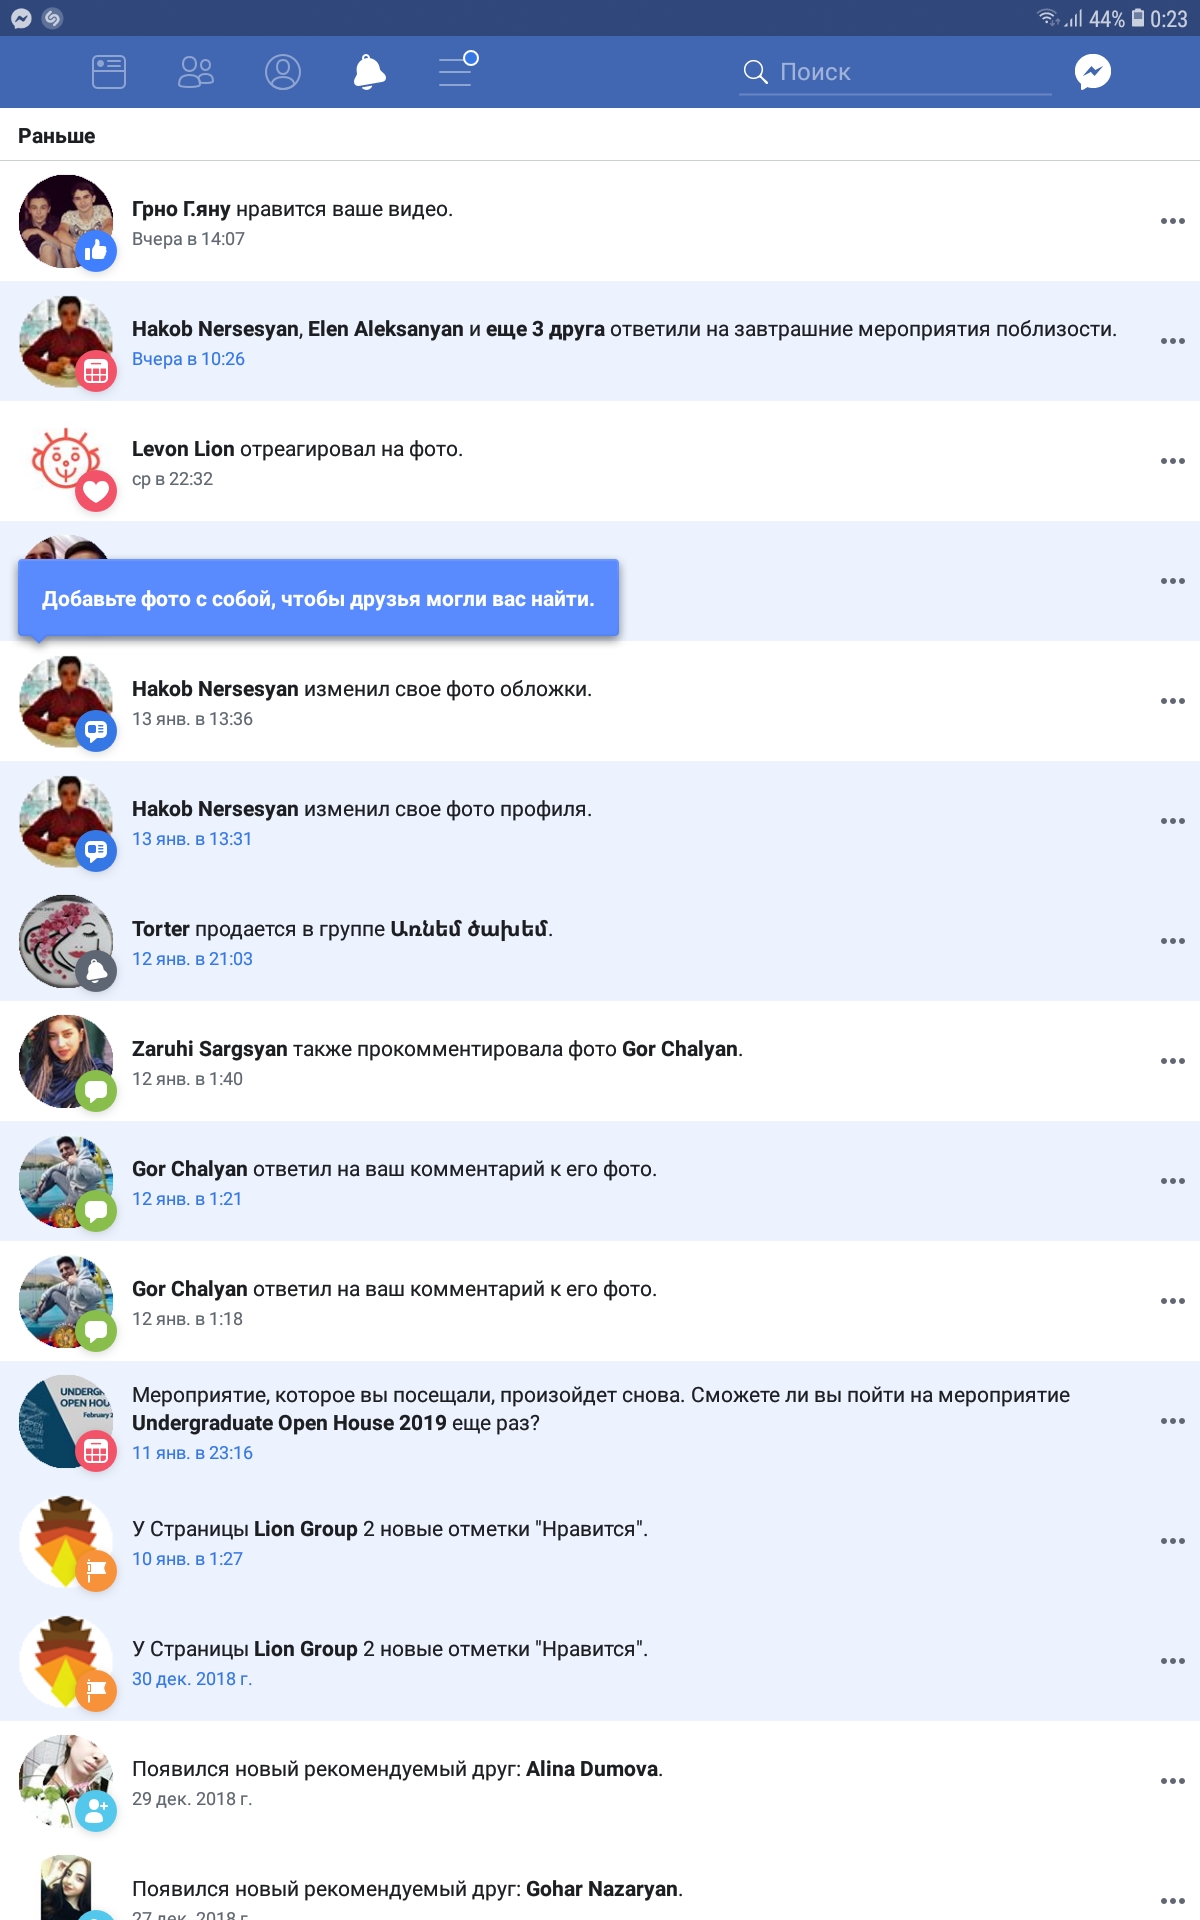 44% 0:23
Поиск
Раньше
Грно Г.яну нравится ваше видео.
Вчера в 14:07
Hakob Nersesyan, Elen Aleksanyan и еще 3 друга ответили на завтрашние мероприятия поблизости.
Вчера в 10:26
Levon Lion отреагировал на фото.
ср в 22:32
Добавьте фото с собой, чтобы друзья могли вас найти.
Hakob Nersesyan изменил свое фото обложки.
13 янв. в 13:36
Hakob Nersesyan изменил свое фото профиля.
13 янв. в 13:31
Torter продается в группе Առնեմ ծախեմ.
12 янв. в 21:03
Zaruhi Sargsyan также прокомментировала фото Gor Chalyan.
12 янв. в 1:40
Gor Chalyan ответил на ваш комментарий к его фото.
12 янв. в 1:21
Gor Chalyan ответил на ваш комментарий к его фото.
12 янв. в 1:18
UNDERG
OPEN HOU
February 2
Мероприятие, которое вы посещали, произойдет снова. Сможете ли вы пойти на мероприятие
Undergraduate Open House 2019 еще раз?
11 янв. в 23:16
У Страницы Lion Group 2 новые отметки "Нравится".
10 янв. в 1:27
У Страницы Lion Group 2 новые отметки "Нравится".
30 дек. 2018 г.
Появился новый рекомендуемый друг: Alina Dumova.
29 дек. 2018 г.
Появился новый рекомендуемый друг: Gohar Nazaryan.
27 дек. 2018 г.